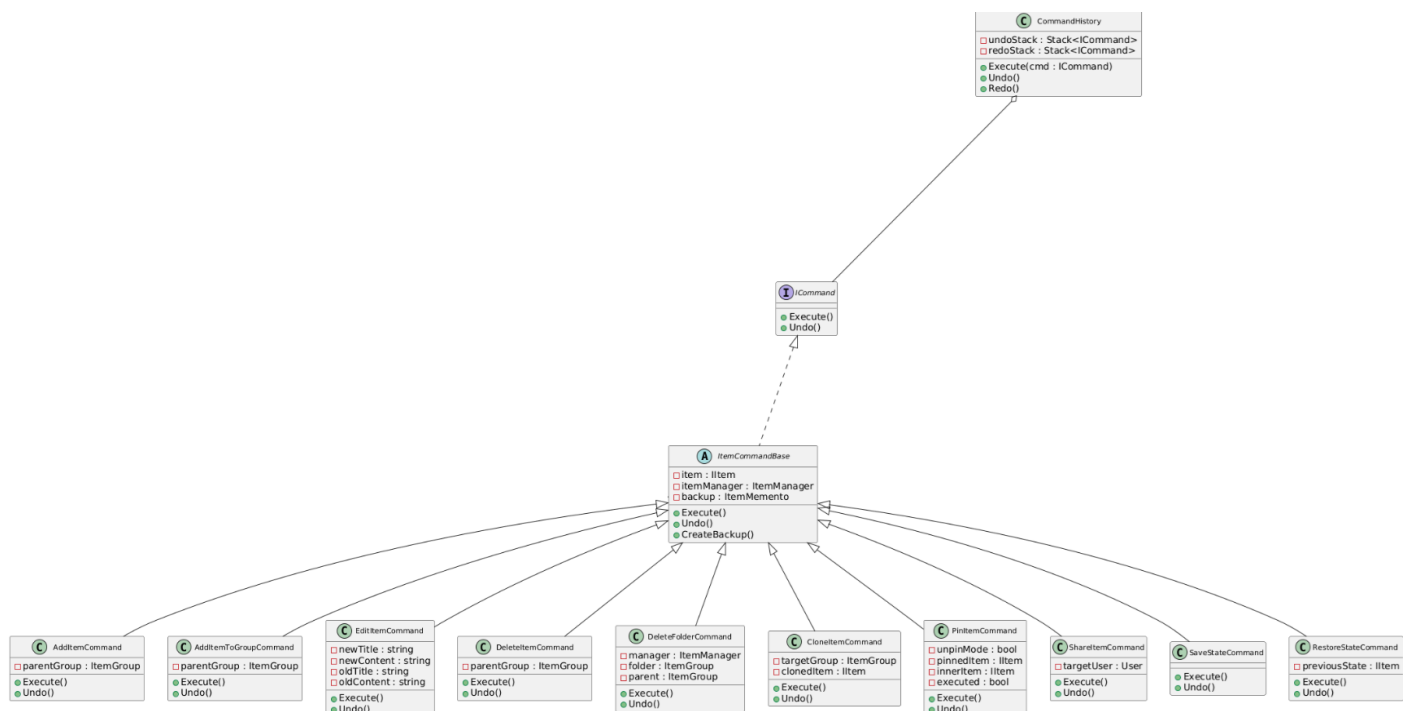 C CommandHistory
undoStack : Stack<ICommand>
redoStack : Stack<ICommand>
Execute(cmd : ICommand)
Undo()
Redo()
I ICommand
Execute()
Undo()
A ItemCommandBase
item : IItem
itemManager : ItemManager
backup : ItemMemento
Execute()
Undo()
CreateBackup()
C AddItemCommand
parentGroup : ItemGroup
Execute()
Undo()
C AddItemToGroupCommand
parentGroup : ItemGroup
Execute()
Undo()
C EditItemCommand
newTitle : string
newContent : string
oldTitle : string
oldContent : string
Execute()
Undo()
C DeleteItemCommand
parentGroup : ItemGroup
Execute()
Undo()
C DeleteFolderCommand
manager : ItemManager
folder : ItemGroup
parent : ItemGroup
Execute()
Undo()
C CloneItemCommand
targetGroup : ItemGroup
clonedItem : IItem
Execute()
Undo()
C PinItemCommand
unpinMode : bool
pinnedItem : IItem
innerItem : IItem
executed : bool
Execute()
Undo()
C ShareItemCommand
targetUser : User
Execute()
Undo()
C SaveStateCommand
Execute()
Undo()
C RestoreStateCommand
previousState : IItem
Execute()
Undo()